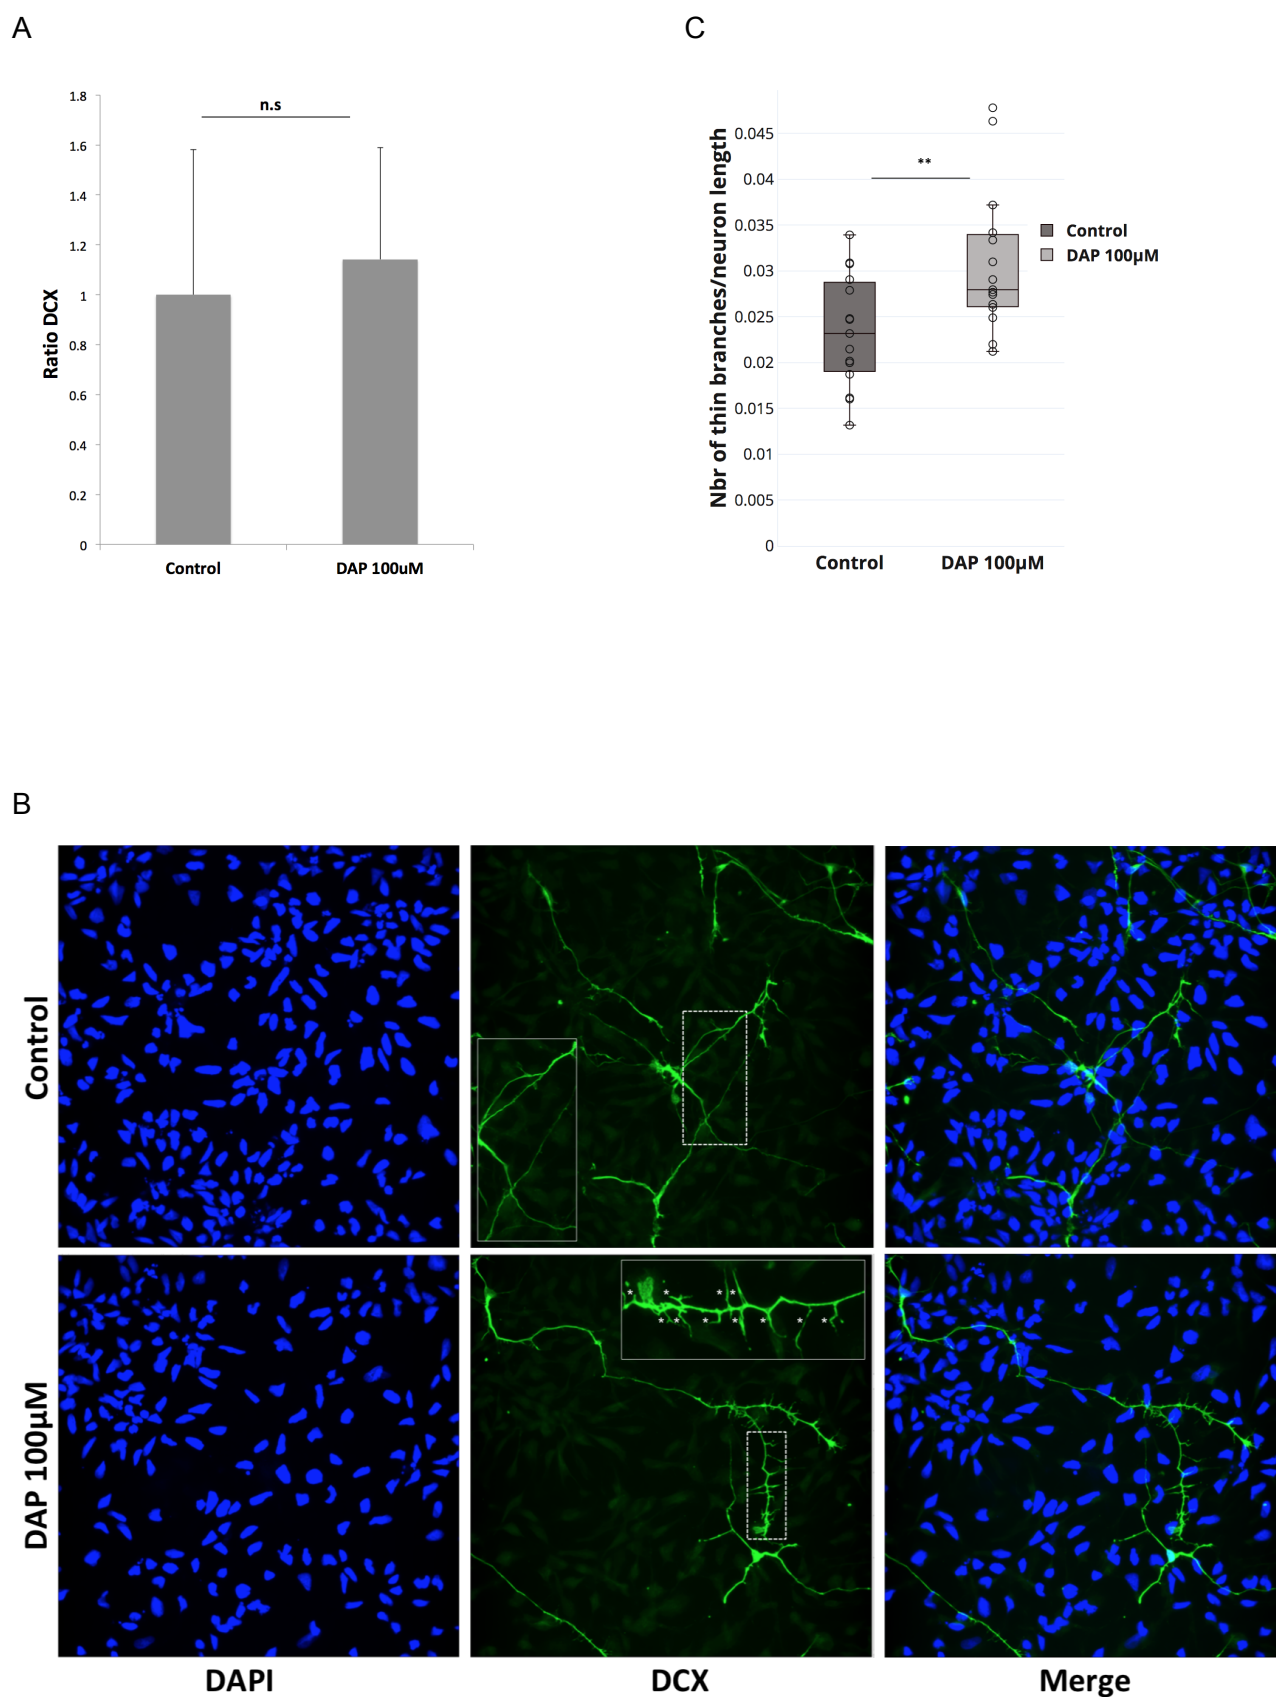 A
C
1.8
1.6
1.4
1.2
1
0.8
0.6
0.4
0.2
0
Ratio DCX
n.s
Control
DAP 100uM
Nbr of thin branches/neuron length
0.045
0.04
0.035
0.03
0.025
0.02
0.015
0.01
0.005
0
**
Control
DAP 100µM
Control
DAP 100µM
B
Control
DAP 100µM
* * * *
* * * * * * *
DAPI
DCX
Merge